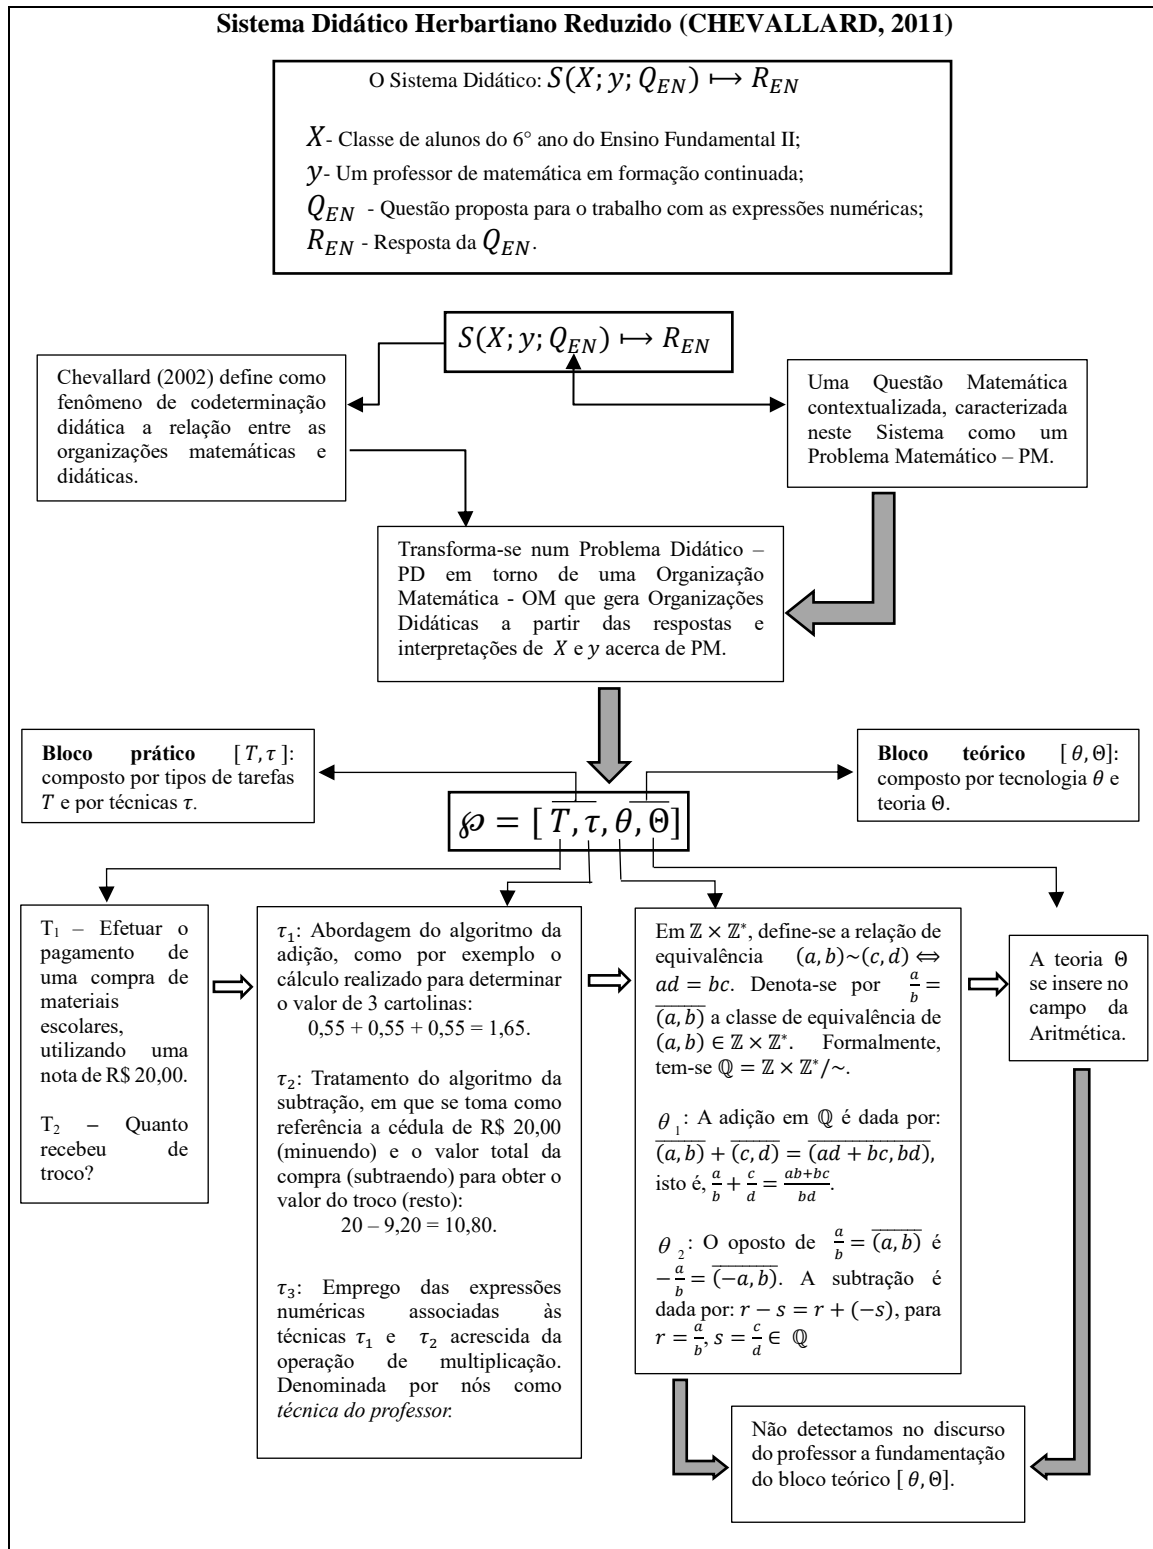 Sistema Didático Herbartiano Reduzido (CHEVALLARD, 2011)
O Sistema Didático: S(X; y; Q_EN) ↦ R_EN
X- Classe de alunos do 6° ano do Ensino Fundamental II;
y- Um professor de matemática em formação continuada;
Q_EN - Questão proposta para o trabalho com as expressões numéricas;
R_EN - Resposta da Q_EN.
S(X; y; Q_EN) ↦ R_EN
Chevallard (2002) define como
fenômeno de codeterminação
didática a relação entre as
organizações matemáticas e
didáticas.
Uma Questão Matemática
contextualizada, caracterizada
neste Sistema como um
Problema Matemático – PM.
Transforma-se num Problema Didático –
PD em torno de uma Organização
Matemática - OM que gera Organizações
Didáticas a partir das respostas e
interpretações de X e y acerca de PM.
Bloco prático [T, τ]:
composto por tipos de tarefas
T e por técnicas τ.
Bloco teórico [θ, Θ]:
composto por tecnologia θ e
teoria Θ.
℘ = [T, τ, θ, Θ]
T₁ – Efetuar o
pagamento de
uma compra de
materiais
escolares,
utilizando uma
nota de R$ 20,00.
T₂ – Quanto
recebeu de
troco?
τ₁: Abordagem do algoritmo da
adição, como por exemplo o
cálculo realizado para determinar
o valor de 3 cartolinas:
0,55 + 0,55 + 0,55 = 1,65.
τ₂: Tratamento do algoritmo da
subtração, em que se toma como
referência a cédula de R$ 20,00
(minuendo) e o valor total da
compra (subtraendo) para obter o
valor do troco (resto):
20 – 9,20 = 10,80.
τ₃: Emprego das expressões
numéricas associadas às
técnicas τ₁ e τ₂ acrescida da
operação de multiplicação.
Denominada por nós como
técnica do professor.
Em ℤ × ℤ*, define-se a relação de
equivalência (a, b)~(c, d) ⇔
ad = bc. Denota-se por a/b =
(a, b) a classe de equivalência de
(a, b) ∈ ℤ × ℤ*. Formalmente,
tem-se ℚ = ℤ × ℤ*/~.
θ₁: A adição em ℚ é dada por:
(a, b) + (c, d) = (ad + bc, bd),
isto é, a/b + c/d = ab+bc/bd.
θ₂: O oposto de a/b = (a, b) é
−a/b = (−a, b). A subtração é
dada por: r − s = r + (−s), para
r = a/b, s = c/d ∈ ℚ
A teoria Θ
se insere no
campo da
Aritmética.
Não detectamos no discurso
do professor a fundamentação
do bloco teórico [θ, Θ].